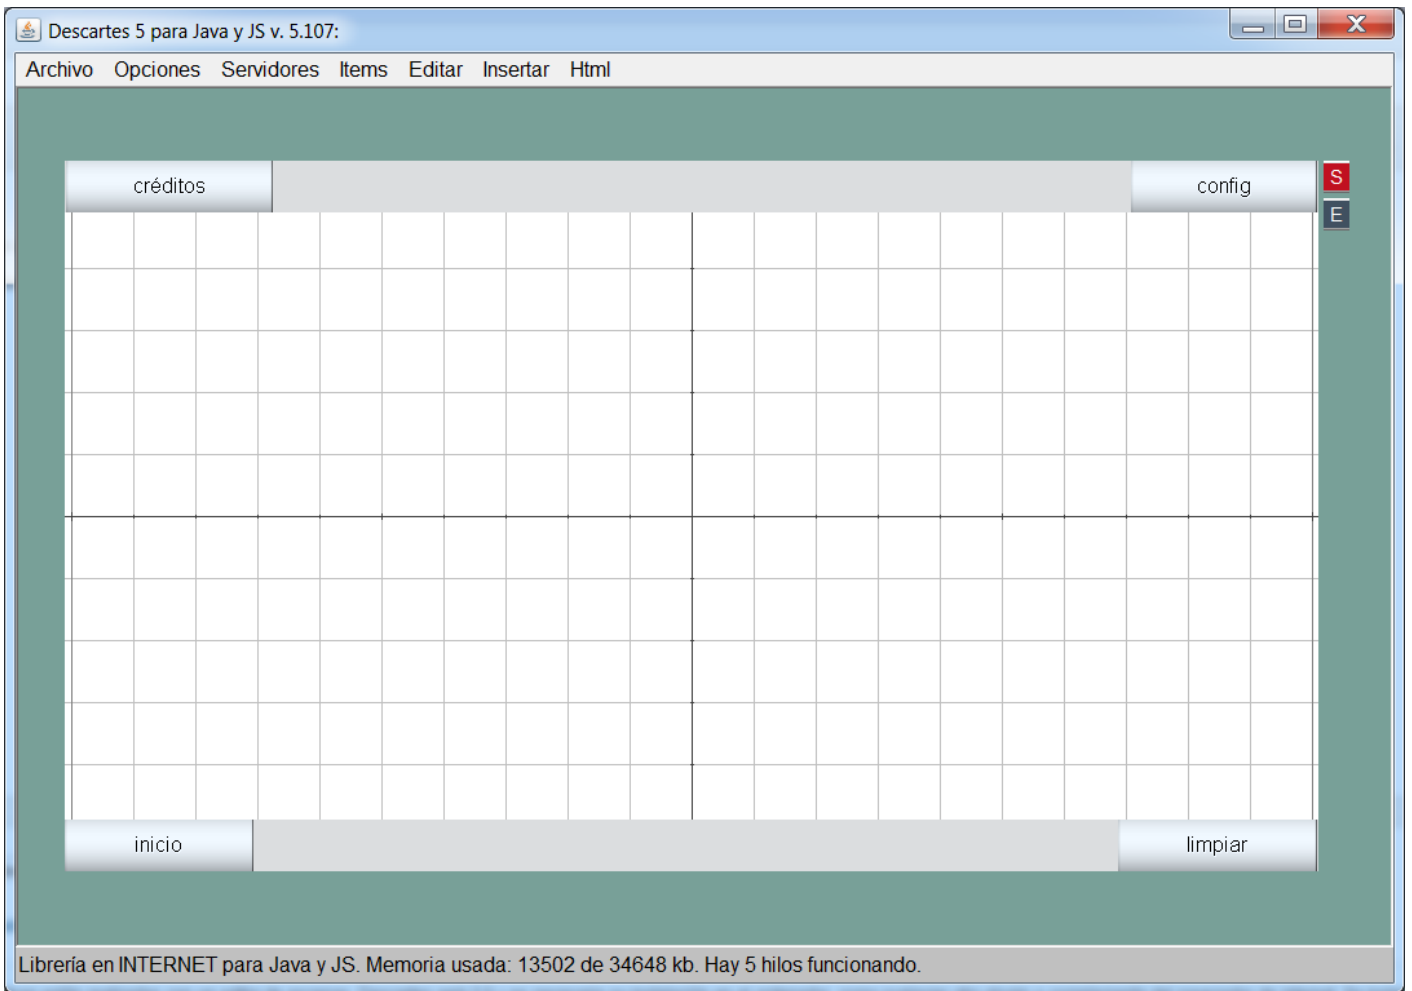 Descartes 5 para Java y JS v. 5.107:
Archivo Opciones Servidores Items Editar Insertar Html
créditos config S
E
inicio limpiar
Librería en INTERNET para Java y JS. Memoria usada: 13502 de 34648 kb. Hay 5 hilos funcionando.